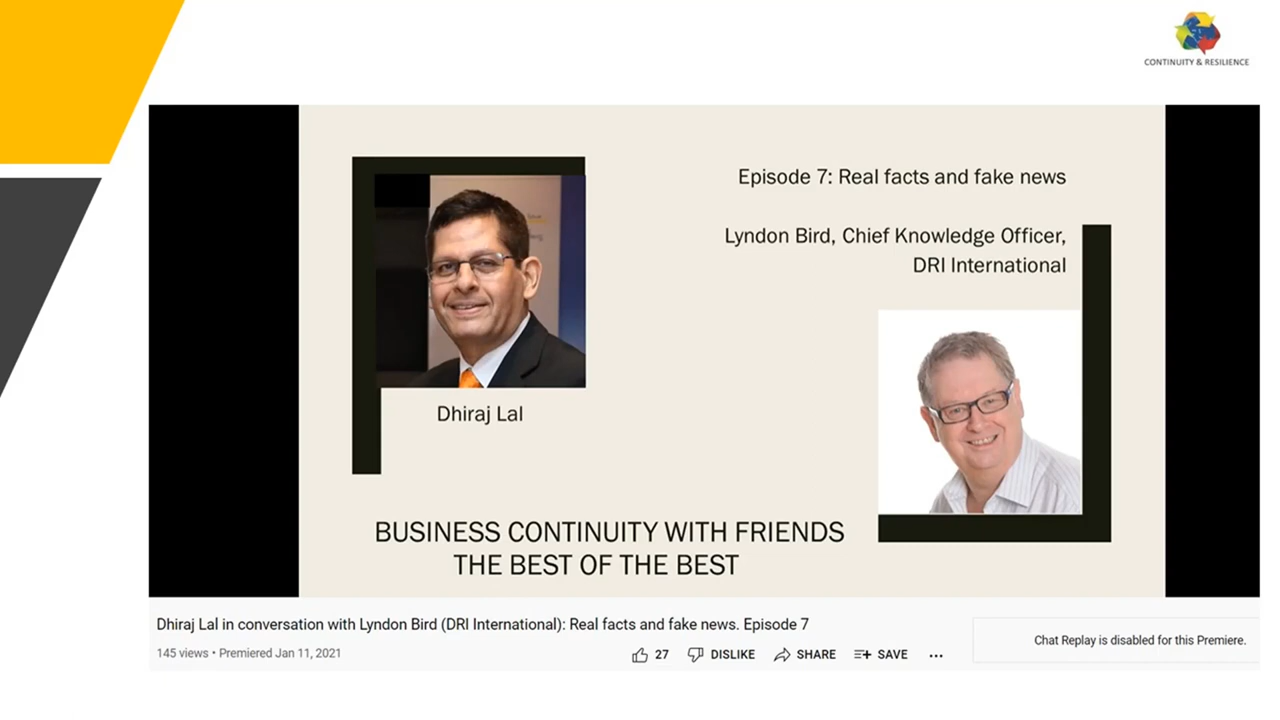 CONTINUITY & RESILIENCE
Episode 7: Real facts and fake news
Lyndon Bird, Chief Knowledge Officer,
DRI International
Dhiraj Lal
BUSINESS CONTINUITY WITH FRIENDS
THE BEST OF THE BEST
Dhiraj Lal in conversation with Lyndon Bird (DRI International): Real facts and fake news. Episode 7
145 views • Premiered Jan 11, 2021
27 DISLIKE SHARE SAVE ...
Chat Replay is disabled for this Premiere.